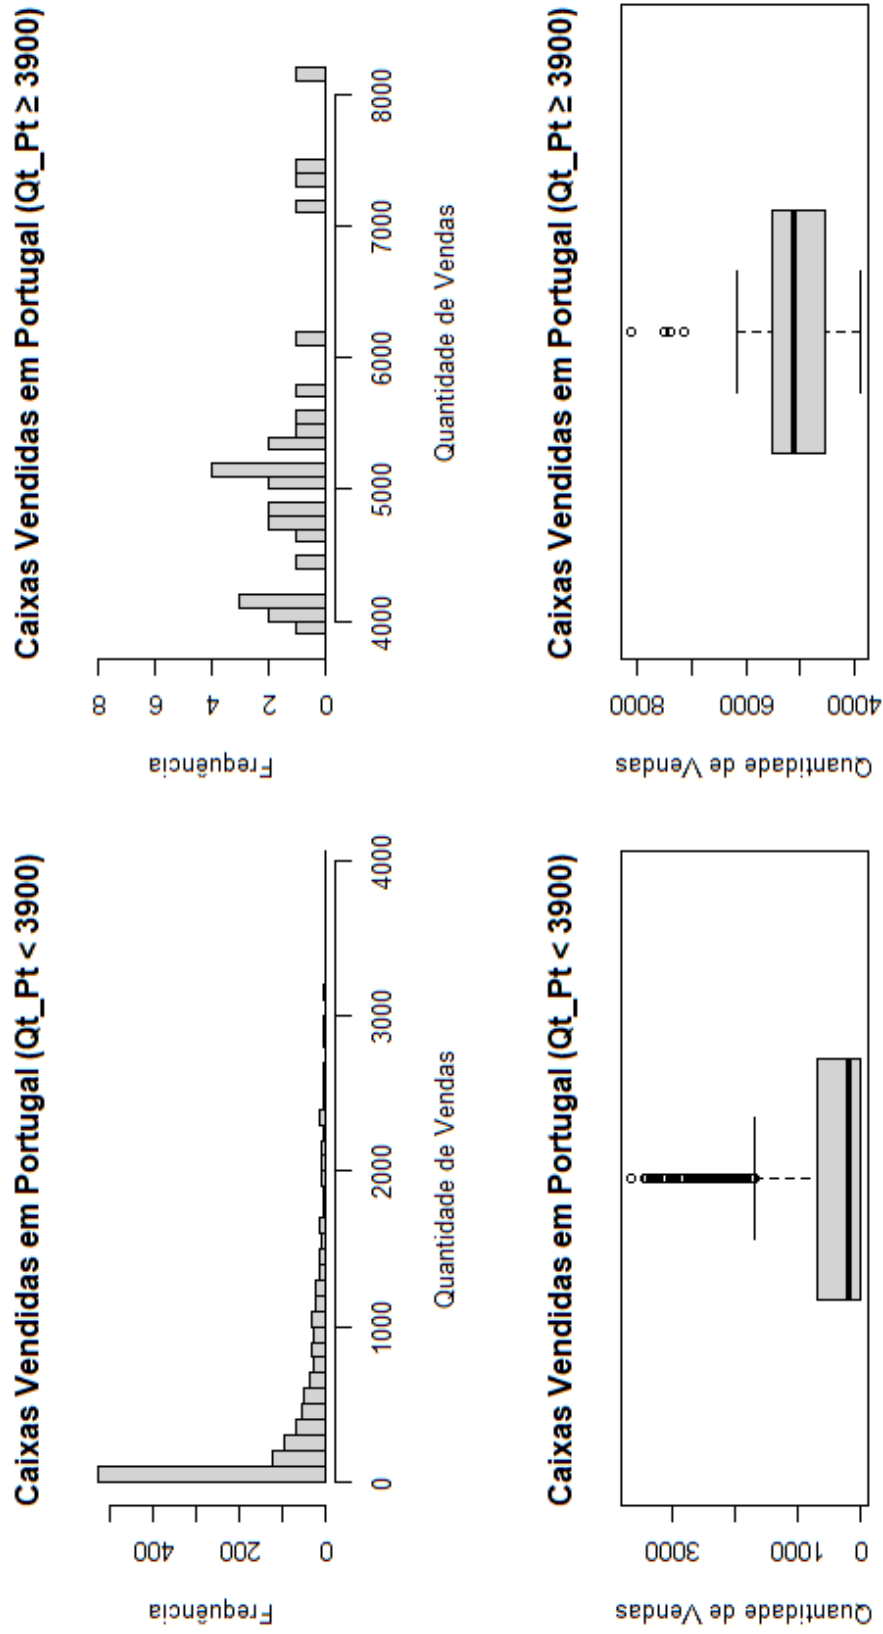 Caixas Vendidas em Portugal (Qt_Pt < 3900)
Frequência
0 200 400
0 1000 2000 3000 4000
Quantidade de Vendas
Caixas Vendidas em Portugal (Qt_Pt ≥ 3900)
Frequência
0 2 4 6 8
4000 5000 6000 7000 8000
Quantidade de Vendas
Caixas Vendidas em Portugal (Qt_Pt < 3900)
Quantidade de Vendas
0 1000 3000
Caixas Vendidas em Portugal (Qt_Pt ≥ 3900)
Quantidade de Vendas
4000 6000 8000